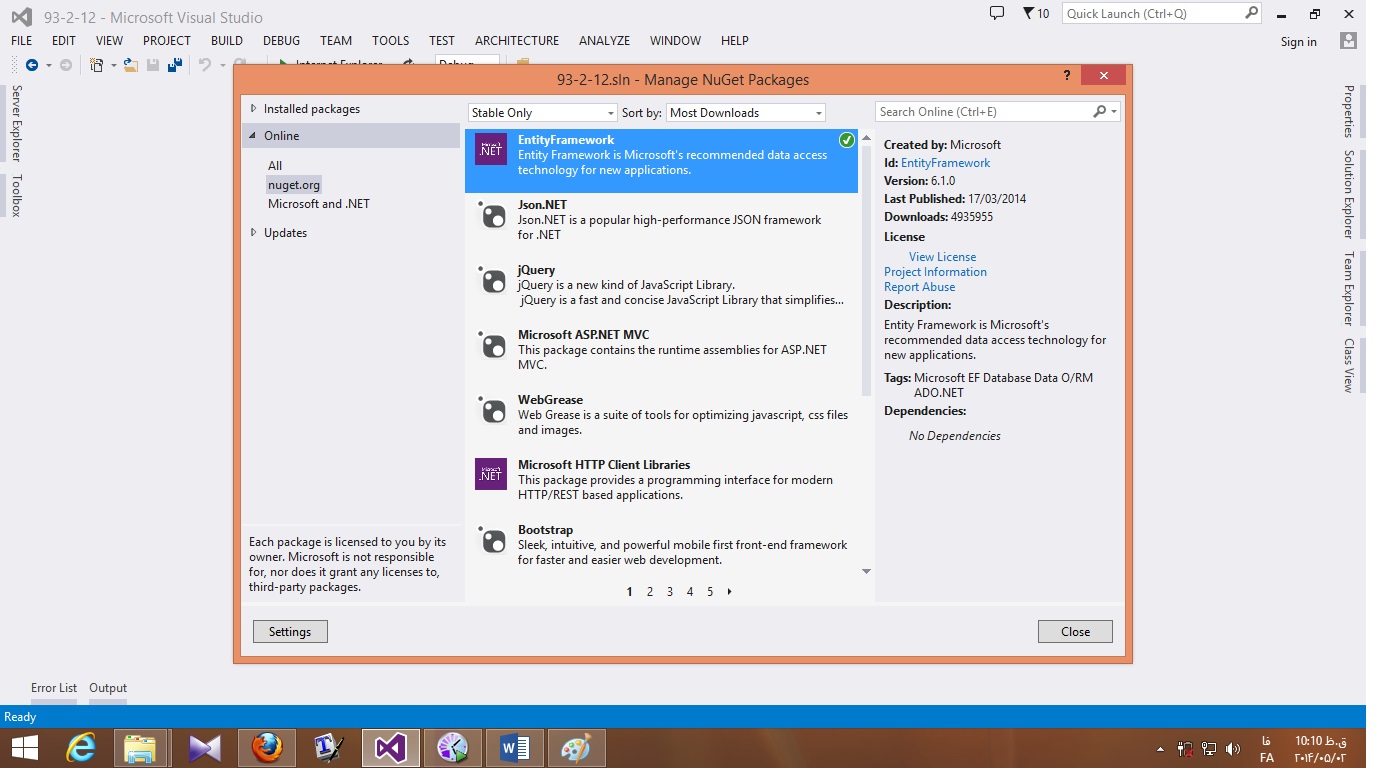 93-2-12 - Microsoft Visual Studio
10
Quick Launch (Ctrl+Q)
FILE EDIT VIEW PROJECT BUILD DEBUG TEAM TOOLS TEST ARCHITECTURE ANALYZE WINDOW HELP
Sign in
Internet Explorer
Debug
Server Explorer
Toolbox
93-2-12.sln - Manage NuGet Packages
?
Installed packages
Online
All
nuget.org
Microsoft and .NET
Updates
Each package is licensed to you by its
owner. Microsoft is not responsible
for, nor does it grant any licenses to,
third-party packages.
Settings
Stable Only
Sort by: Most Downloads
.NET
EntityFramework
Entity Framework is Microsoft's recommended data access
technology for new applications.
Json.NET
Json.NET is a popular high-performance JSON framework
for .NET
jQuery
jQuery is a new kind of JavaScript Library.
jQuery is a fast and concise JavaScript Library that simplifies...
Microsoft ASP.NET MVC
This package contains the runtime assemblies for ASP.NET
MVC.
WebGrease
Web Grease is a suite of tools for optimizing javascript, css files
and images.
.NET
Microsoft HTTP Client Libraries
This package provides a programming interface for modern
HTTP/REST based applications.
Bootstrap
Sleek, intuitive, and powerful mobile first front-end framework
for faster and easier web development.
1 2 3 4 5
Search Online (Ctrl+E)
Created by: Microsoft
Id: EntityFramework
Version: 6.1.0
Last Published: 17/03/2014
Downloads: 4935955
License
View License
Project Information
Report Abuse
Description:
Entity Framework is Microsoft's
recommended data access technology for
new applications.
Tags: Microsoft EF Database Data O/RM
ADO.NET
Dependencies:
No Dependencies
Close
Properties
Solution Explorer
Team Explorer
Class View
Error List Output
Ready
فا
FA
10:10 ق.ظ
۲۰۱۴/۰۵/۰۲